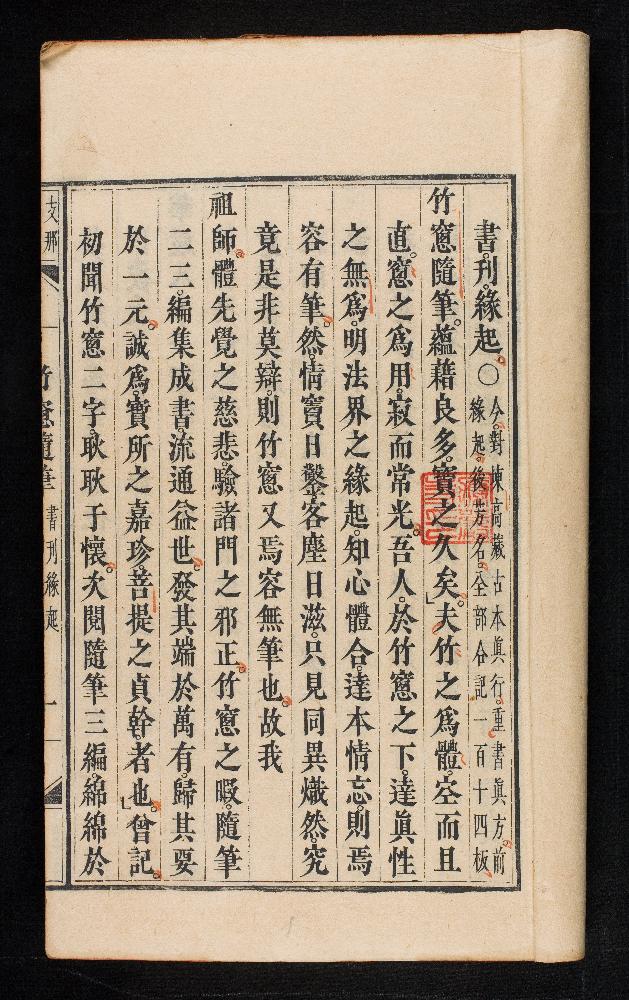 書刊緣起○今對棟高藏古本眞行重書眞方前
緣起後芳名全部合記一百十四板
竹窻隨筆。蘊藉良多。寶之久矣。夫竹之爲體。空而且
直。窻之爲用。寂而常光。吾人於竹窻之下。達眞性
之無爲。明法界之緣起。知心體合。達本情忘。則焉
容有筆。然情竇日鑿。客塵日滋。只見同異熾然。究
竟是非莫辯。則竹窻又焉容無筆也。故我
祖師。體先覺之慈悲。驗諸門之邪正。竹窻之暇。隨筆
二三編集成書。流通益世。發其端於萬有。歸其要
於一元。誠爲寶所之嘉珍。菩提之貞幹者也。曾記
初聞竹窻二字。耿耿于懷。次閱隨筆三編。綿綿於
支那
竹窻隨筆 書刊緣起 一